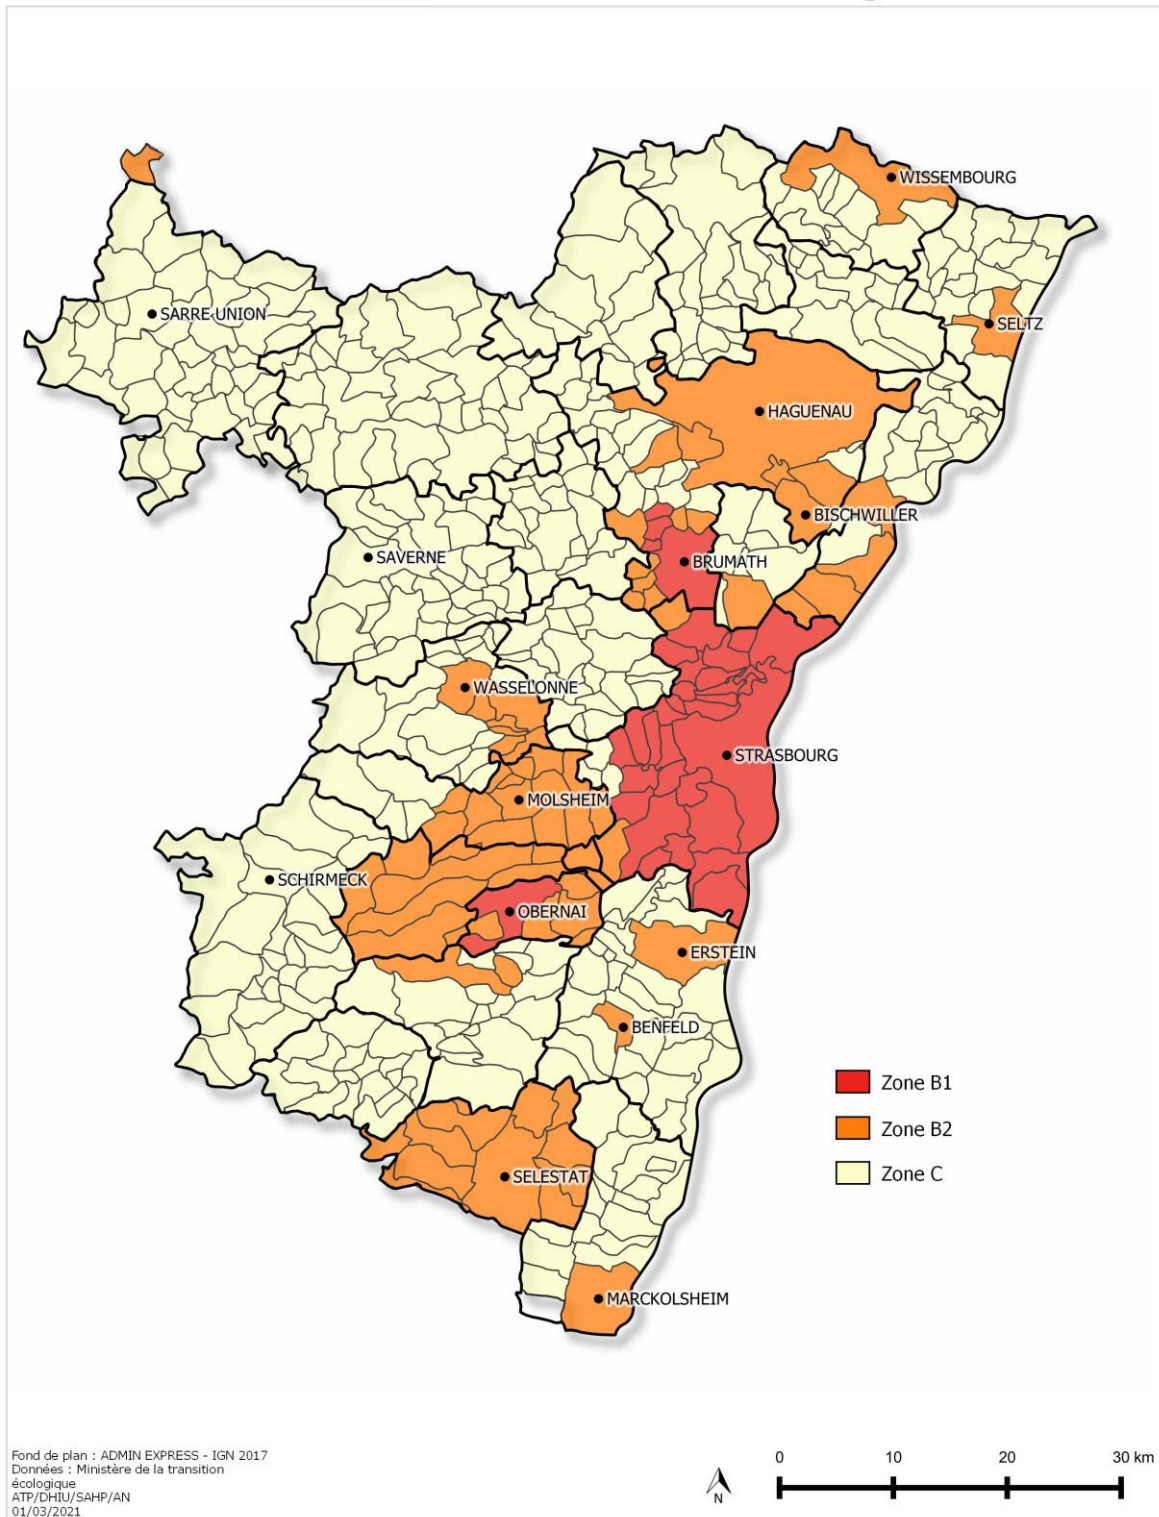 WISSEMBOURG
SARRE-UNION
SELTZ
HAGUENAU
BISCHWILLER
SAVERNE
BRUMATH
WASSELONNE
STRASBOURG
MOLSHEIM
SCHIRMECK
OBERNAI
ERSTEIN
BENFELD
Zone B1
Zone B2
Zone C
SELESTAT
MARCKOLSHEIM
Fond de plan : ADMIN EXPRESS - IGN 2017
Données : Ministère de la transition
écologique
ATP/DHIU/SAHP/AN
01/03/2021
N
0 10 20 30 km